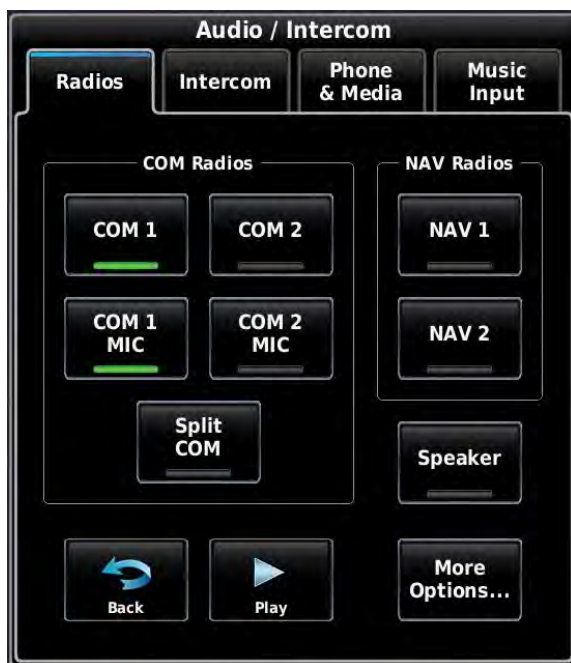 Audio / Intercom
Radios
Intercom
Phone
& Media
Music
Input
COM Radios
COM 1
COM 2
COM 1
MIC
COM 2
MIC
Split
COM
NAV Radios
NAV 1
NAV 2
Speaker
Back
Play
More
Options...